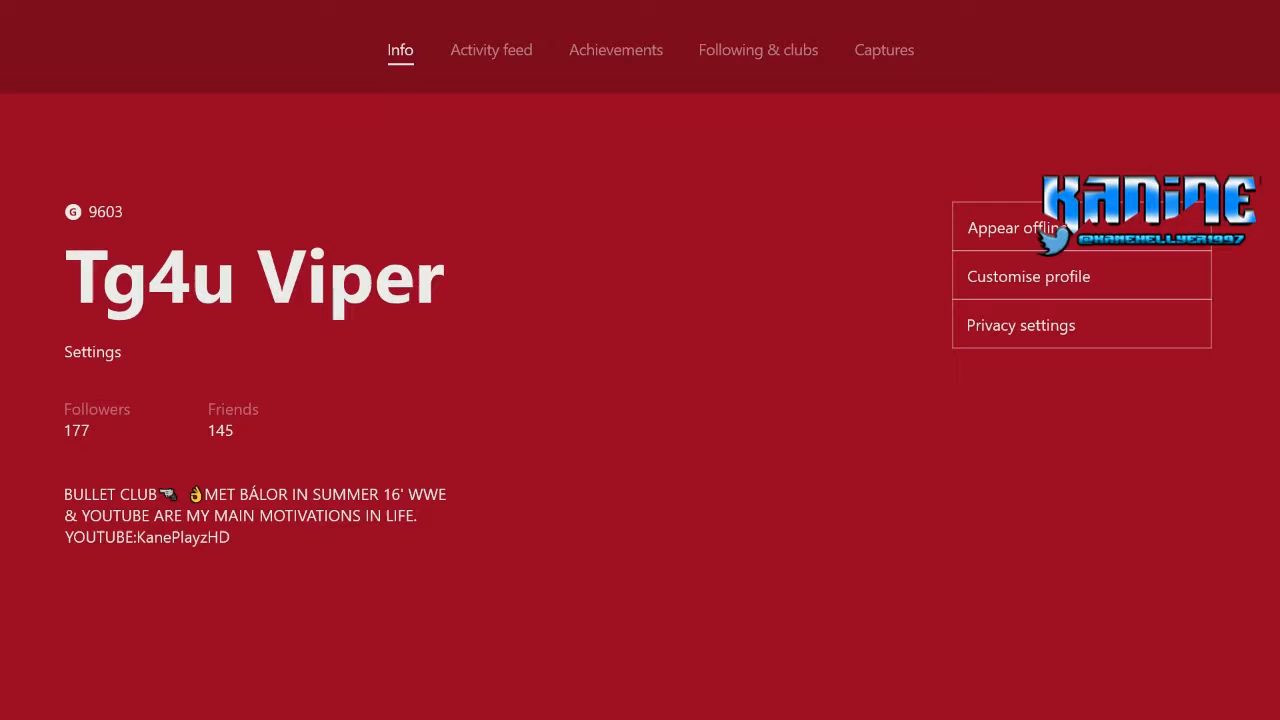 Info
Activity feed
Achievements
Following & clubs
Captures
G 9603
Tg4u Viper
Settings
Followers
177
Friends
145
BULLET CLUB🔫 👌MET BÁLOR IN SUMMER 16' WWE
& YOUTUBE ARE MY MAIN MOTIVATIONS IN LIFE.
YOUTUBE:KanePlayzHD
KANINE
@KANEHELLYER1997
Appear offline
Customise profile
Privacy settings